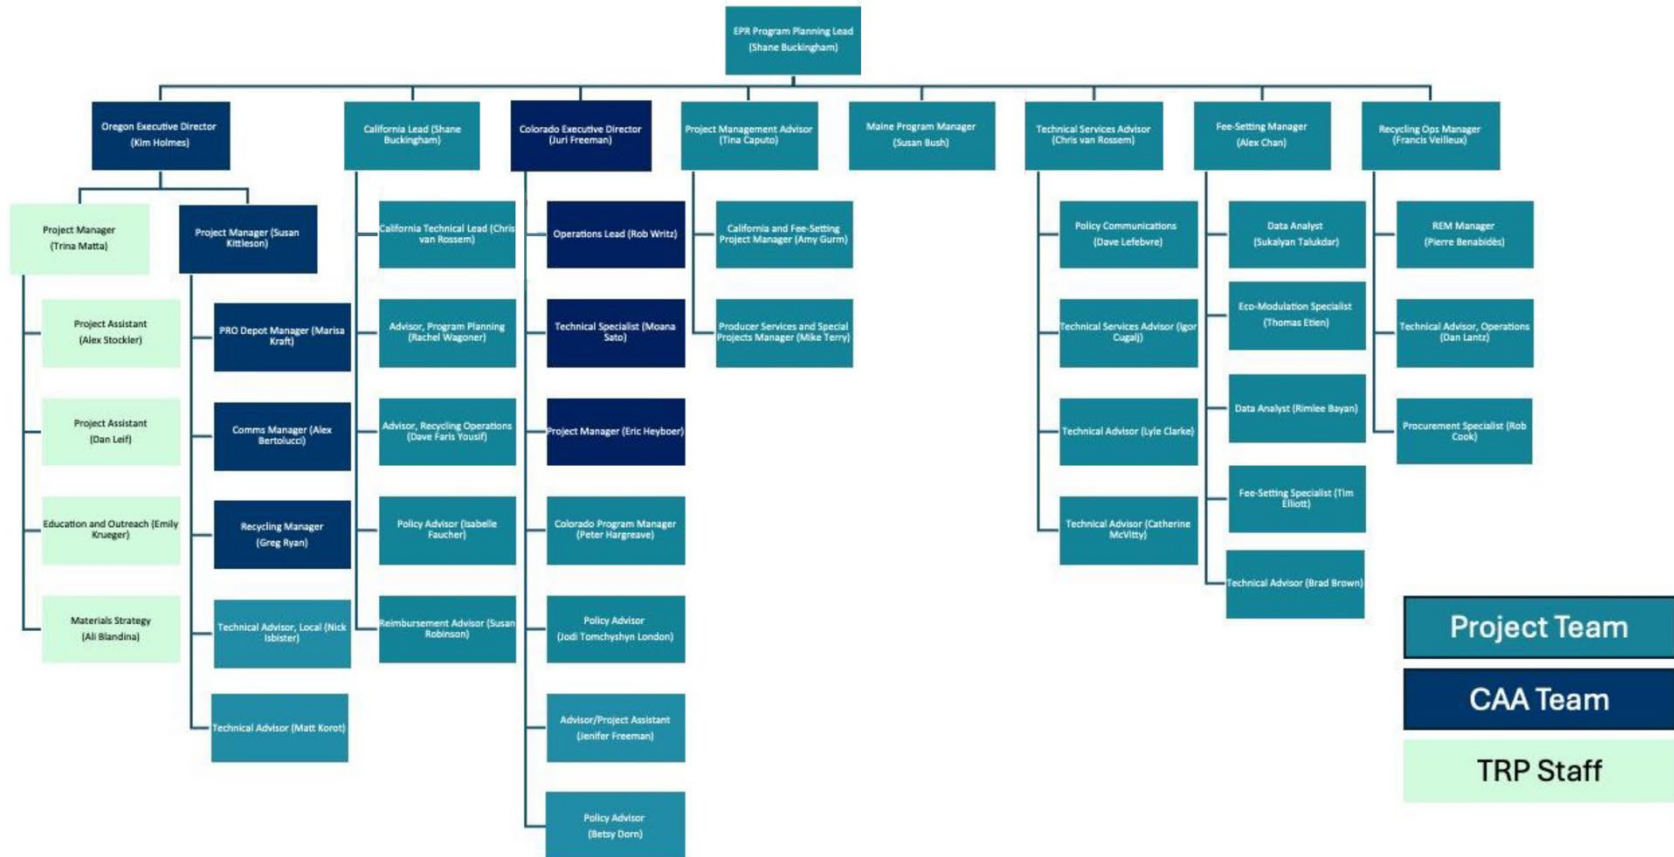 EPR Program Planning Lead
(Shane Buckingham)
Oregon Executive Director
(Kim Holmes)
California Lead (Shane
Buckingham)
Colorado Executive Director
(Juri Freeman)
Project Management Advisor
(Tina Caputo)
Maine Program Manager
(Susan Bush)
Technical Services Advisor
(Chris van Rossem)
Fee-Setting Manager
(Alex Chan)
Recycling Ops Manager
(Francis Veilleux)
Project Manager
(Trina Matta)
Project Assistant
(Alex Stockler)
Project Assistant
(Dan Leif)
Education and Outreach (Emily
Krueger)
Materials Strategy
(Ali Blandina)
Project Manager (Susan
Kittleson)
PRO Depot Manager (Marisa
Kraft)
Comms Manager (Alex
Bertolucci)
Recycling Manager
(Greg Ryan)
Technical Advisor, Local (Nick
Isbister)
Technical Advisor (Matt Korot)
California Technical Lead (Chris
van Rossem)
Advisor, Program Planning
(Rachel Wagoner)
Advisor, Recycling Operations
(Dave Faris Yousif)
Policy Advisor (Isabelle
Faucher)
Reimbursement Advisor (Susan
Robinson)
Operations Lead (Rob Writz)
Technical Specialist (Moana
Sato)
Project Manager (Eric Heyboer)
Colorado Program Manager
(Peter Hargreave)
Policy Advisor
(Jodi Tomchyshyn London)
Advisor/Project Assistant
(Jenifer Freeman)
Policy Advisor
(Betsy Dorn)
California and Fee-Setting
Project Manager (Amy Gurm)
Producer Services and Special
Projects Manager (Mike Terry)
Policy Communications
(Dave Lefebvre)
Technical Services Advisor (Igor
Cugalj)
Technical Advisor (Lyle Clarke)
Technical Advisor (Catherine
McVitty)
Data Analyst
(Sukalyan Talukdar)
Eco-Modulation Specialist
(Thomas Etien)
Data Analyst (Rimlee Bayan)
Fee-Setting Specialist (Tim
Elliott)
Technical Advisor (Brad Brown)
REM Manager
(Pierre Benabidès)
Technical Advisor, Operations
(Dan Lantz)
Procurement Specialist (Rob
Cook)
Project Team
CAA Team
TRP Staff